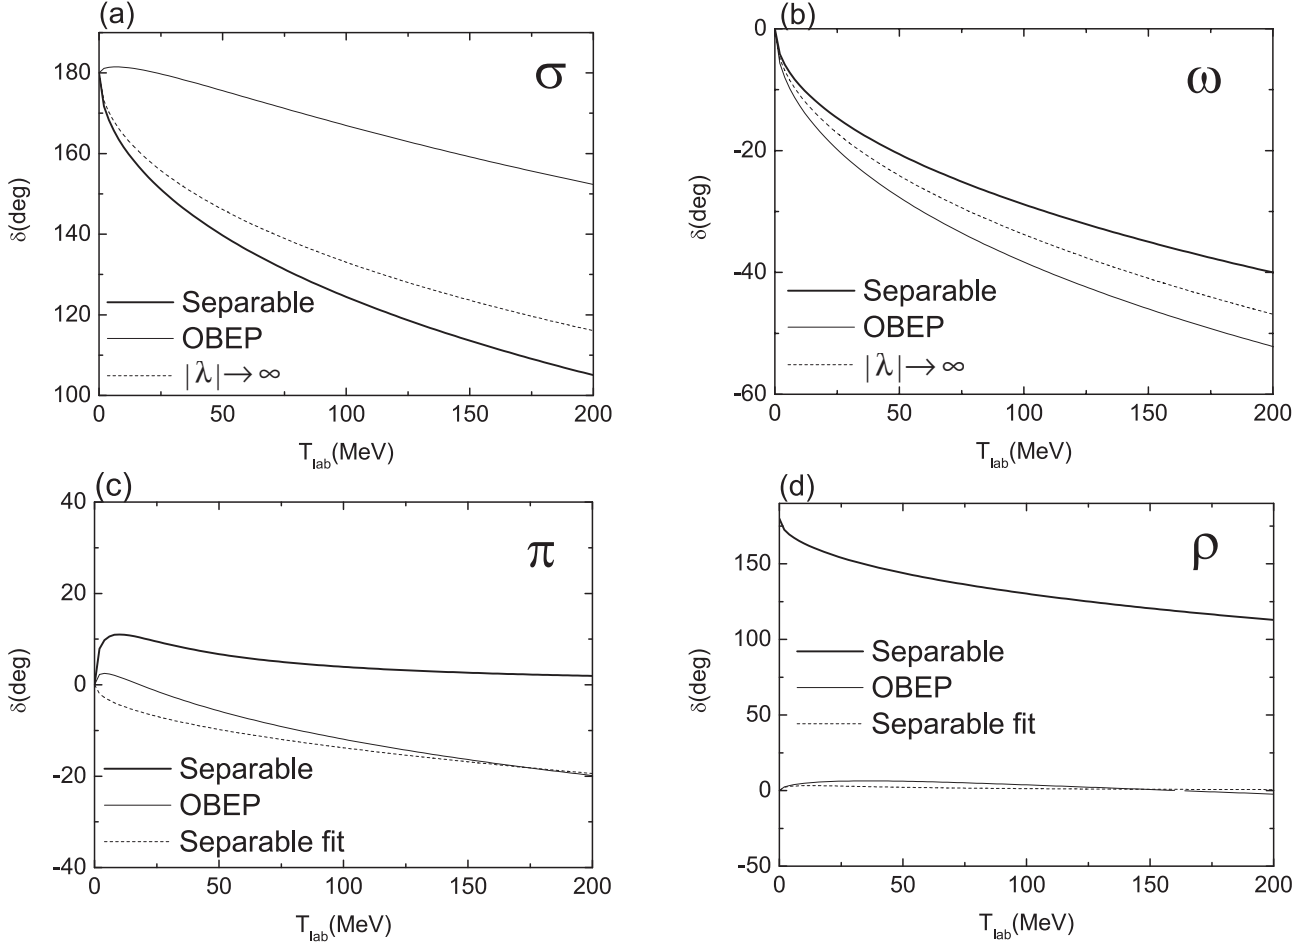 (a)
σ
180
160
140
120
100
δ(deg)
Separable
OBEP
|λ|→∞
0 50 100 150 200
T_lab(MeV)
(b)
ω
0
-20
-40
-60
δ(deg)
Separable
OBEP
|λ|→∞
0 50 100 150 200
T_lab(MeV)
(c)
π
40
20
0
-20
-40
δ(deg)
Separable
OBEP
Separable fit
0 50 100 150 200
T_lab(MeV)
(d)
ρ
150
100
50
0
-50
δ(deg)
Separable
OBEP
Separable fit
0 50 100 150 200
T_lab(MeV)